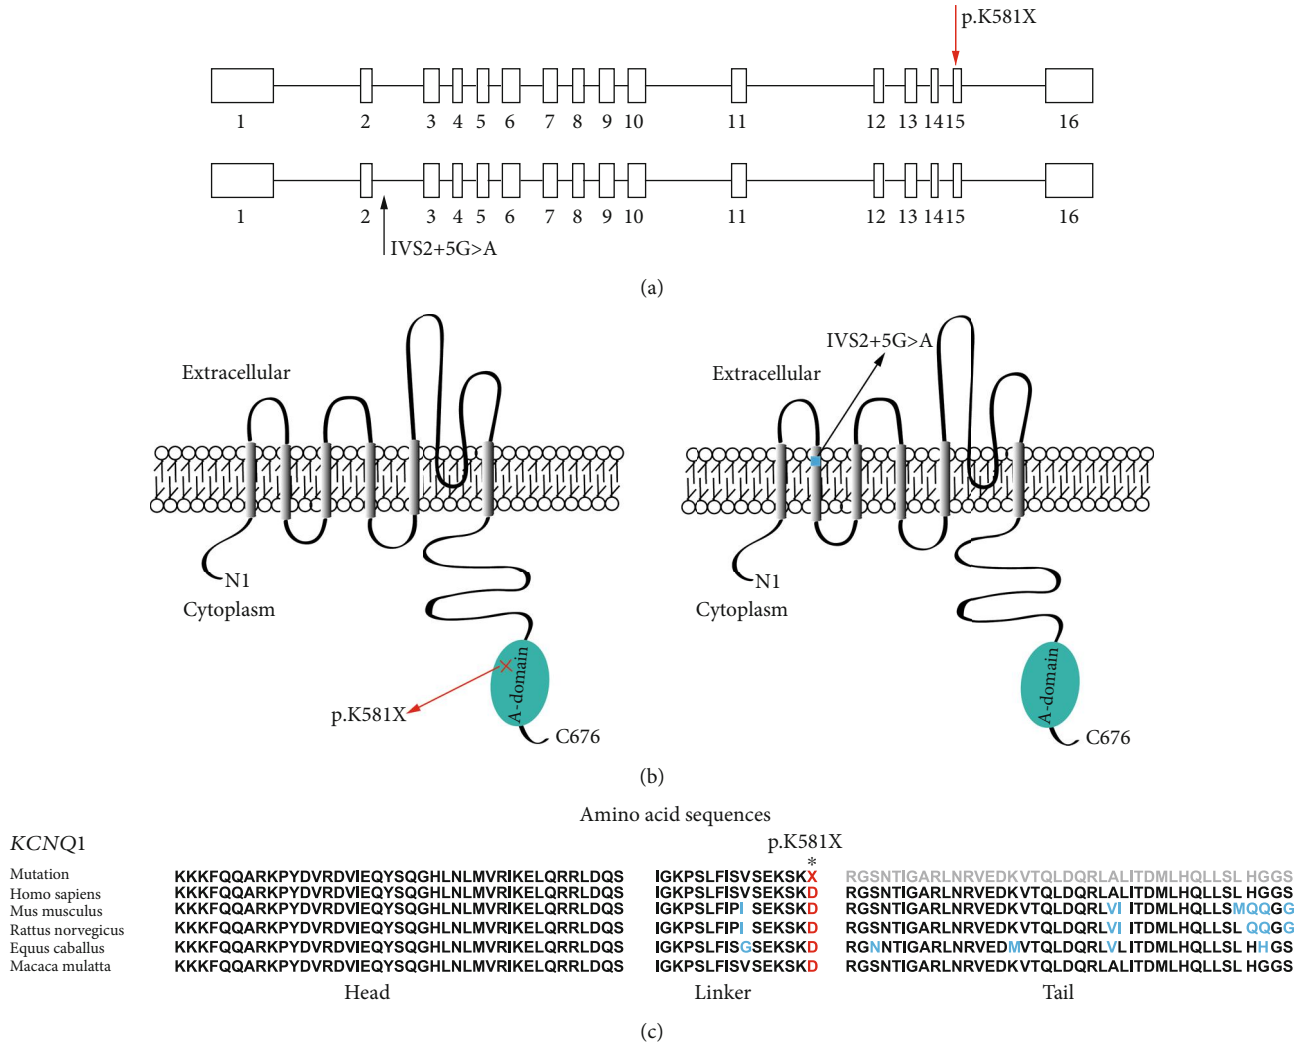 p.K581X
1 2 3 4 5 6 7 8 9 10 11 12 13 14 15 16
1 2 3 4 5 6 7 8 9 10 11 12 13 14 15 16
IVS2+5G>A
(a)
Extracellular
N1
Cytoplasm
A-domain
p.K581X
C676
IVS2+5G>A
Extracellular
N1
Cytoplasm
A-domain
C676
(b)
Amino acid sequences
KCNQ1
p.K581X
*
Mutation KKKFQQARKPYDVRDVIEQYSQGHLNLMVRIKELQRRLDQS IGKPSLFISVSEKSKX RGSNTIGARLNRVEDKVTQLDQRLALITDMLHQLLSL HGGS
Homo sapiens KKKFQQARKPYDVRDVIEQYSQGHLNLMVRIKELQRRLDQS IGKPSLFISVSEKSKD RGSNTIGARLNRVEDKVTQLDQRLALITDMLHQLLSL HGGS
Mus musculus KKKFQQARKPYDVRDVIEQYSQGHLNLMVRIKELQRRLDQS IGKPSLFIPI SEKSKD RGSNTIGARLNRVEDKVTQLDQRLVI ITDMLHQLLSMQQGG
Rattus norvegicus KKKFQQARKPYDVRDVIEQYSQGHLNLMVRIKELQRRLDQS IGKPSLFIPI SEKSKD RGSNTIGARLNRVEDKVTQLDQRLVI ITDMLHQLLSL QQGG
Equus caballus KKKFQQARKPYDVRDVIEQYSQGHLNLMVRIKELQRRLDQS IGKPSLFISGSEKSKD RGNNTIGARLNRVEDMVTQLDQRLVLITDMLHQLLSL HHGS
Macaca mulatta KKKFQQARKPYDVRDVIEQYSQGHLNLMVRIKELQRRLDQS IGKPSLFISVSEKSKD RGSNTIGARLNRVEDKVTQLDQRLALITDMLHQLLSL HGGS
Head Linker Tail
(c)